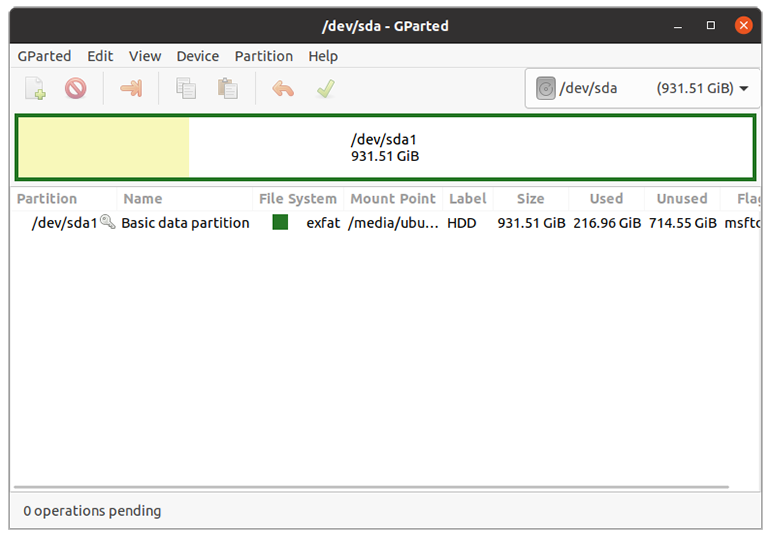 /dev/sda - GParted
GParted Edit View Device Partition Help
/dev/sda (931.51 GiB)
/dev/sda1
931.51 GiB
Partition Name File System Mount Point Label Size Used Unused Flag
/dev/sda1 Basic data partition exfat /media/ubu... HDD 931.51 GiB 216.96 GiB 714.55 GiB msftd
0 operations pending